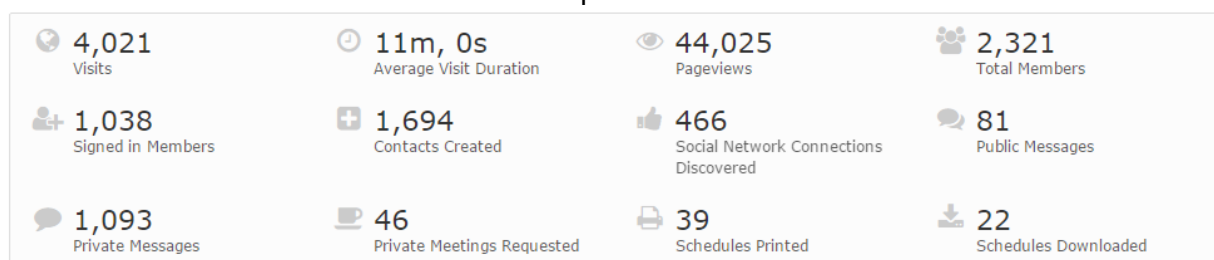 4,021
Visits
11m, 0s
Average Visit Duration
44,025
Pageviews
2,321
Total Members
1,038
Signed in Members
1,694
Contacts Created
466
Social Network Connections
Discovered
81
Public Messages
1,093
Private Messages
46
Private Meetings Requested
39
Schedules Printed
22
Schedules Downloaded